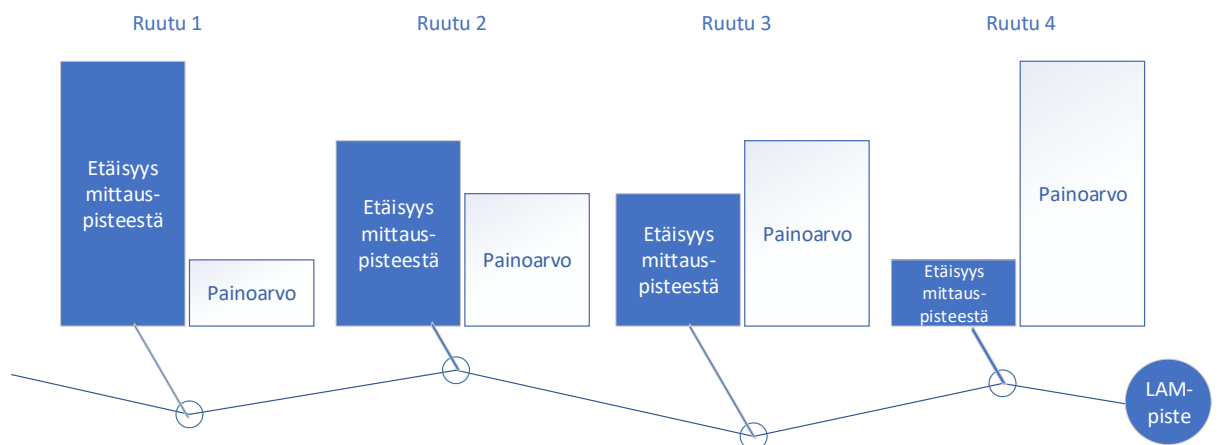 Ruutu 1
Ruutu 2
Ruutu 3
Ruutu 4
Etäisyys
mittaus-
pisteestä
Painoarvo
Etäisyys
mittaus-
pisteestä
Painoarvo
Etäisyys
mittaus-
pisteestä
Painoarvo
Etäisyys
mittaus-
pisteestä
Painoarvo
LAM-
piste